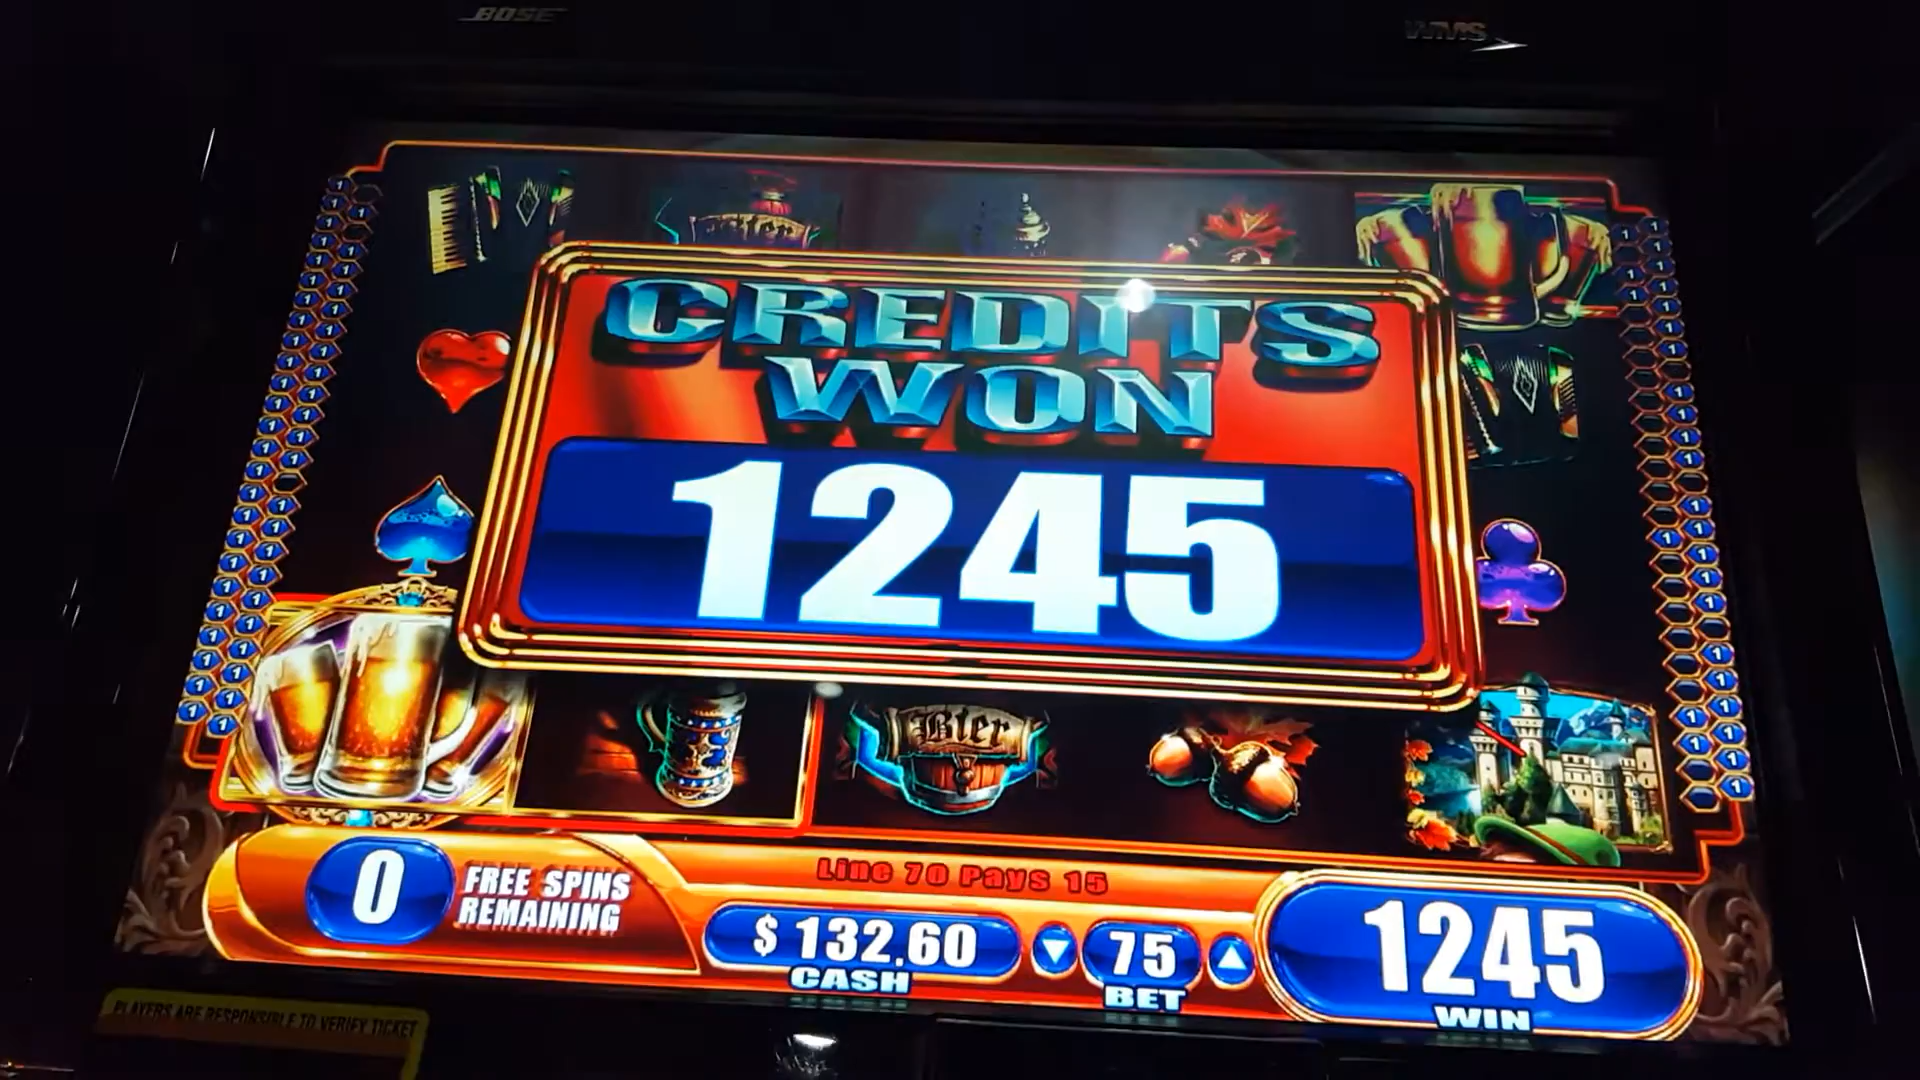 BOSE
WMS
Bier
CREDITS
WON
1245
Bier
0
FREE SPINS
REMAINING
Line 70 Pays 15
$ 132.60
CASH
75
BET
1245
WIN
PLAYERS ARE RESPONSIBLE TO VERIFY TICKET